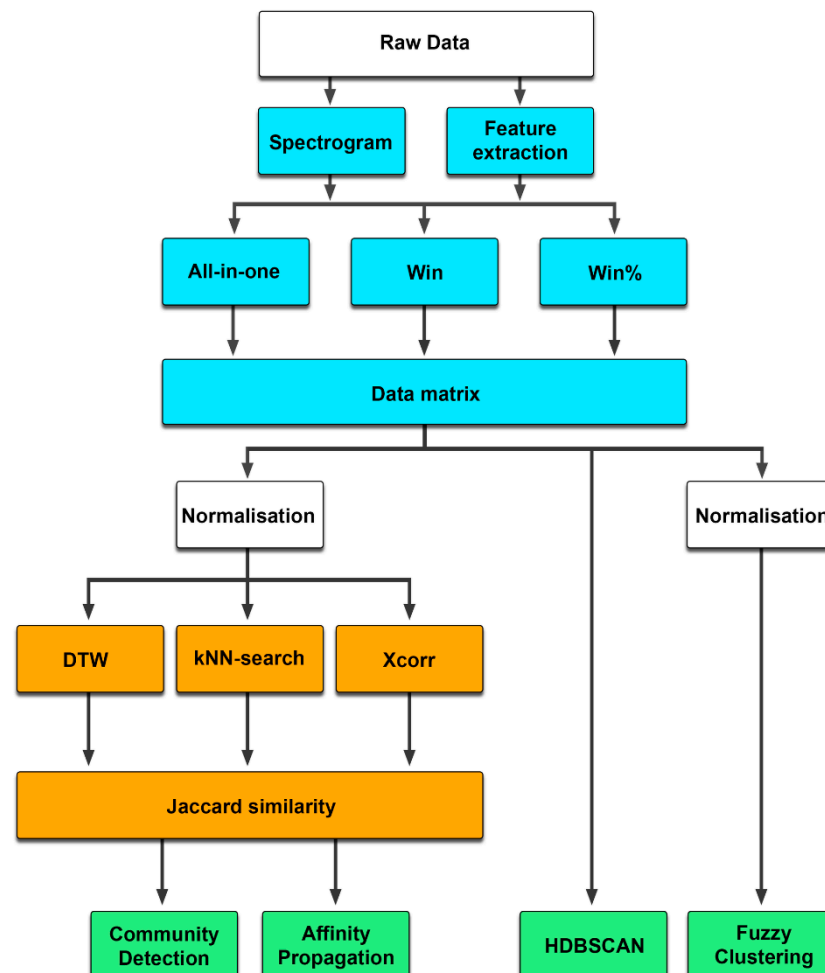 Raw Data
Spectrogram
Feature
extraction
All-in-one
Win
Win%
Data matrix
Normalisation
Normalisation
DTW
kNN-search
Xcorr
Jaccard similarity
Community
Detection
Affinity
Propagation
HDBSCAN
Fuzzy
Clustering